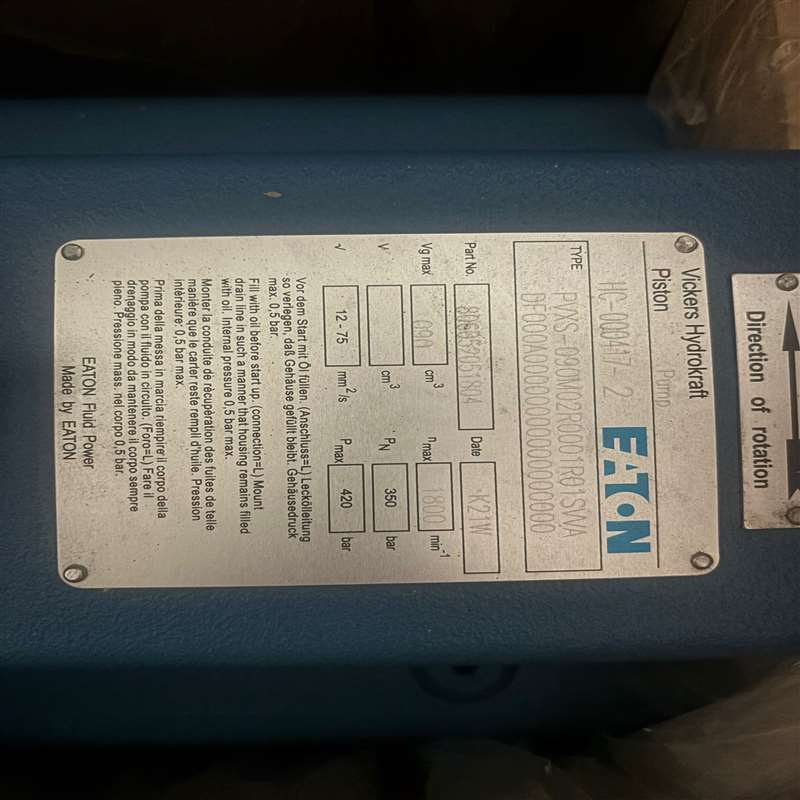 Direction of rotation
Vickers Hydrokraft
Piston Pump
EATON
HC-00041-2
TYPE
PVXS-090M02R0001R01SVVA
DF000A000000000000000000
Part No.
Date
Vg max
090
cm³
nmax
1800
min⁻¹
V
cm³
PN
350
bar
√
12 - 75
mm²/s
Pmax
420
bar
Vor dem Start mit Öl füllen. (Anschluss=L) Leckölleitung
so verlegen, daß Gehäuse gefüllt bleibt. Gehäusedruck
max. 0,5 bar.
Fill with oil before start up. (connection=L) Mount
drain line in such a manner that housing remains filled
with oil. Internal pressure 0,5 bar max.
Monter la conduite de récupération des fuites de telle
manière que le carter reste rempli d'huile. Pression
intérieure: 0,5 bar max.
Prima della messa in marcia riempire il corpo della
pompa con il fluido in circuito. (Foro=L) Fare il
drenaggio in modo da mantenere il corpo sempre
pieno. Pressione mass. nel corpo 0,5 bar.
EATON Fluid Power
Made by EATON